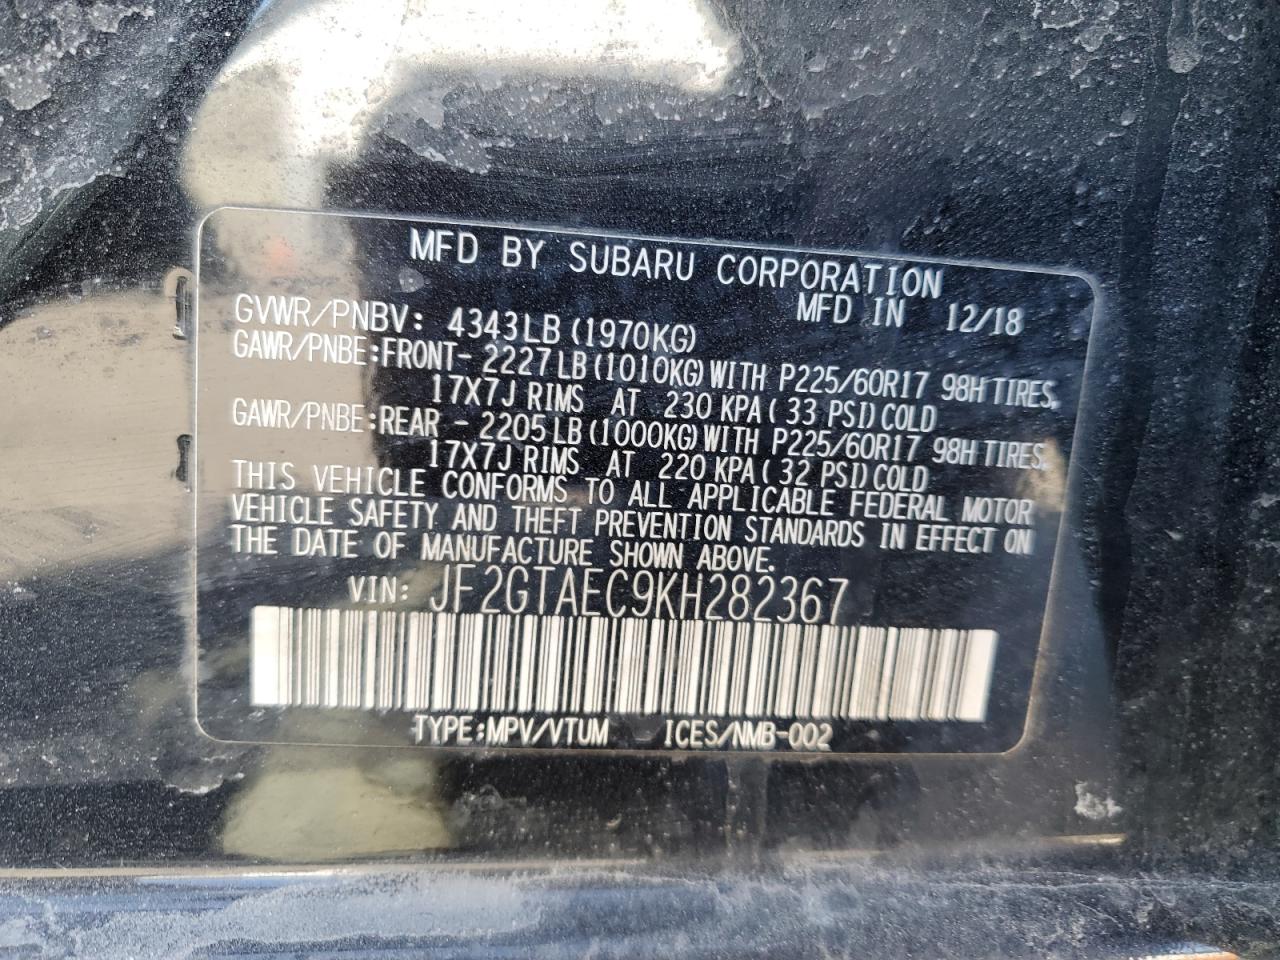 MFD BY SUBARU CORPORATION
MFD IN 12/18
GVWR/PNBV: 4343LB (1970KG)
GAWR/PNBE:FRONT- 2227LB (1010KG) WITH P225/60R17 98H TIRES,
17X7J RIMS AT 230 KPA( 33 PSI) COLD
GAWR/PNBE:REAR - 2205LB (1000KG) WITH P225/60R17 98H TIRES,
17X7J RIMS AT 220 KPA( 32 PSI) COLD
THIS VEHICLE CONFORMS TO ALL APPLICABLE FEDERAL MOTOR
VEHICLE SAFETY AND THEFT PREVENTION STANDARDS IN EFFECT ON
THE DATE OF MANUFACTURE SHOWN ABOVE.
VIN: JF2GTAEC9KH282367
TYPE:MPV/VTUM ICES/NMB-002